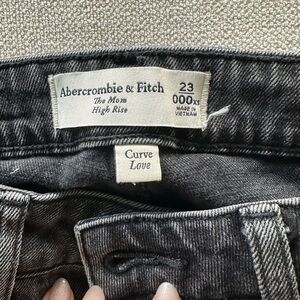 Abercrombie & Fitch
The Mom
High Rise
23
000XS
MADE IN
VIETNAM
Curve
Love